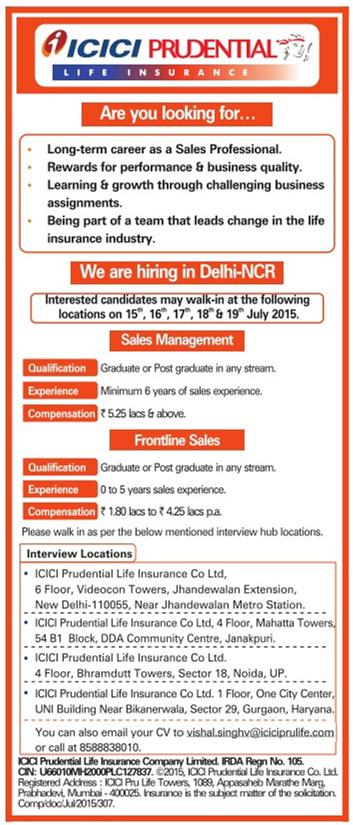 ICICI PRUDENTIAL
LIFE INSURANCE
Are you looking for...
• Long-term career as a Sales Professional.
• Rewards for performance & business quality.
• Learning & growth through challenging business
assignments.
• Being part of a team that leads change in the life
insurance industry.
We are hiring in Delhi-NCR
Interested candidates may walk-in at the following
locations on 15th, 16th, 17th, 18th & 19th July 2015.
Sales Management
Qualification Graduate or Post graduate in any stream.
Experience Minimum 6 years of sales experience.
Compensation ₹ 5.25 lacs & above.
Frontline Sales
Qualification Graduate or Post graduate in any stream.
Experience 0 to 5 years sales experience.
Compensation ₹ 1.80 lacs to ₹ 4.25 lacs p.a.
Please walk in as per the below mentioned interview hub locations.
Interview Locations
• ICICI Prudential Life Insurance Co Ltd,
6 Floor, Videocon Towers, Jhandewalan Extension,
New Delhi-110055, Near Jhandewalan Metro Station.
• ICICI Prudential Life Insurance Co Ltd, 4 Floor, Mahatta Towers,
54 B1 Block, DDA Community Centre, Janakpuri.
• ICICI Prudential Life Insurance Co Ltd.
4 Floor, Bhramdutt Towers, Sector 18, Noida, UP.
• ICICI Prudential Life Insurance Co Ltd. 1 Floor, One City Center,
UNI Building Near Bikanerwala, Sector 29, Gurgaon, Haryana.
You can also email your CV to vishal.singhv@iciciprulife.com
or call at 8588838010.
ICICI Prudential Life Insurance Company Limited. IRDA Regn No. 105.
CIN: U66010MH2000PLC127837. ©2015, ICICI Prudential Life Insurance Co. Ltd.
Registered Address : ICICI Pru Life Towers, 1089, Appasaheb Marathe Marg,
Prabhadevi, Mumbai - 400025. Insurance is the subject matter of the solicitation.
Comp/doc/Jul/2015/307.